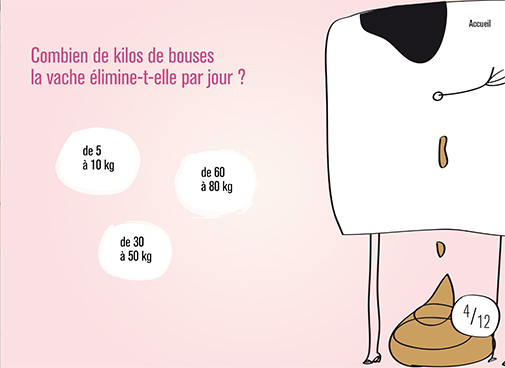 Accueil
Combien de kilos de bouses
la vache élimine-t-elle par jour ?
de 5
à 10 kg
de 60
à 80 kg
de 30
à 50 kg
4/12